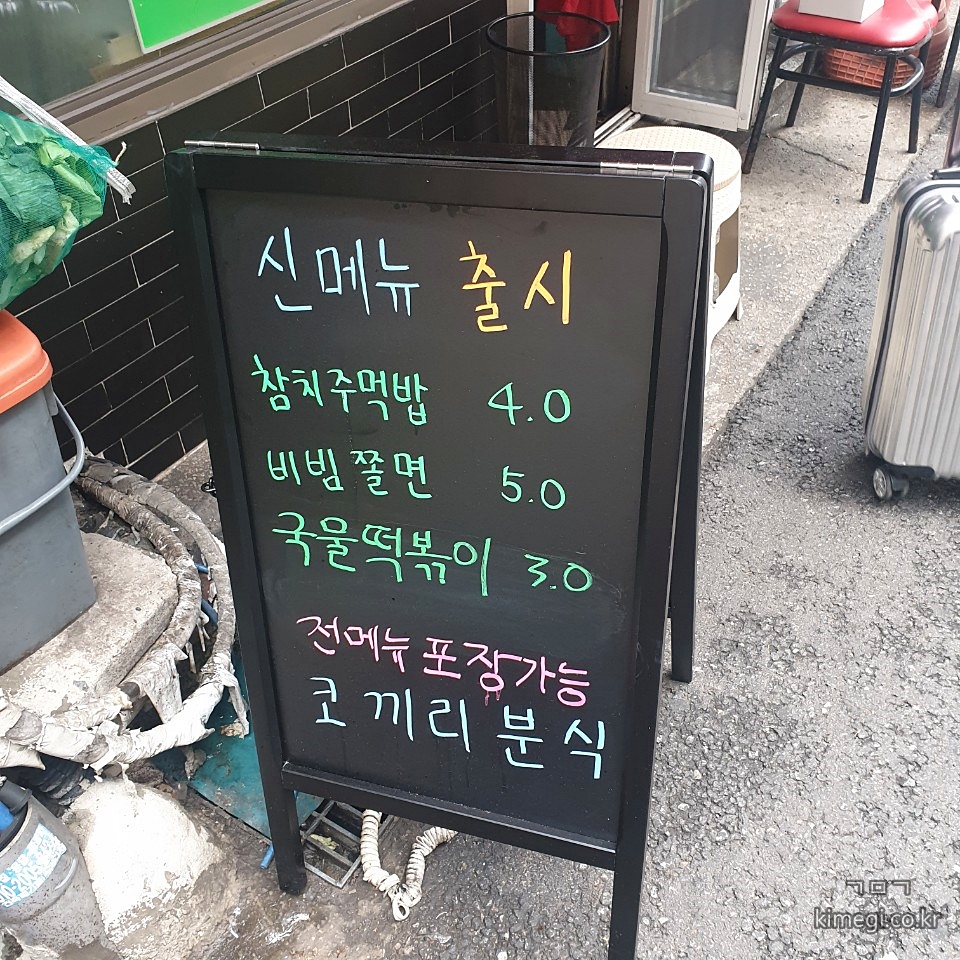 신메뉴 출시
참치주먹밥 4.0
비빔쫄면 5.0
국물떡볶이 3.0
전메뉴 포장가능
코끼리분식
ㄱㅁㄱ
kimegi.co.kr